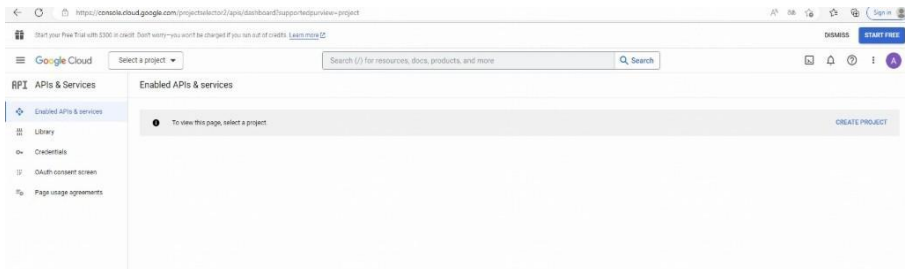 https://console.cloud.google.com/projectselector2/apis/dashboard?supportedpurview=project
Sign in
Start your Free Trial with $300 in credit. Don't worry—you won't be charged if you run out of credits. Learn more
DISMISS
START FREE
Google Cloud
Select a project
Search (/) for resources, docs, products, and more
Search
A
API APIs & Services
Enabled APIs & services
Enabled APIs & services
Library
Credentials
OAuth consent screen
Page usage agreements
To view this page, select a project.
CREATE PROJECT